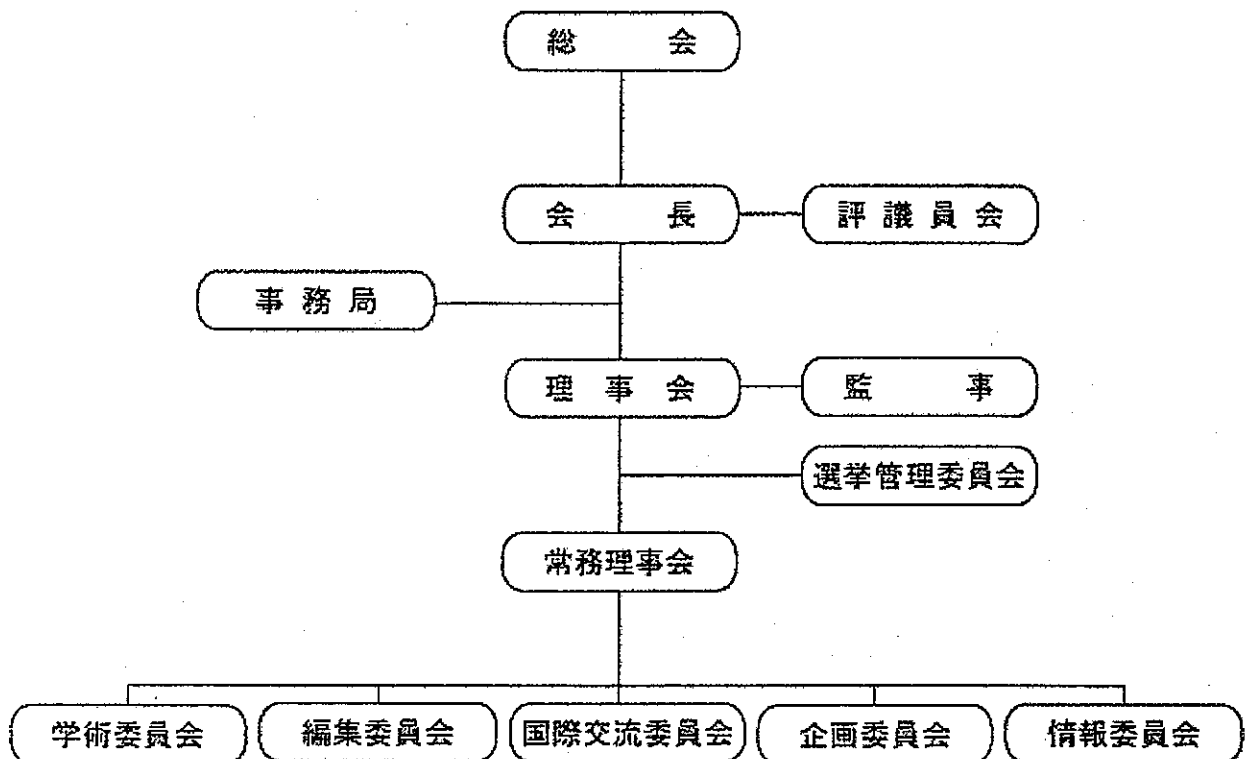 総会
会長
評議員会
事務局
理事会
監事
選挙管理委員会
常務理事会
学術委員会
編集委員会
国際交流委員会
企画委員会
情報委員会